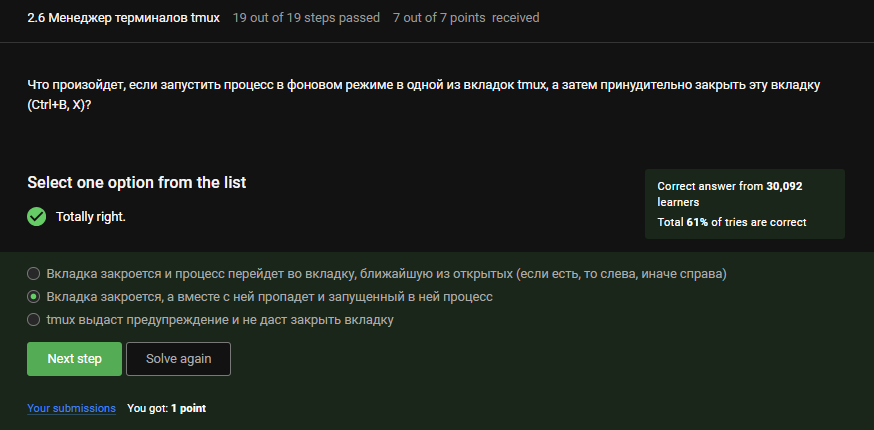 2.6 Менеджер терминалов tmux 19 out of 19 steps passed 7 out of 7 points received
Что произойдет, если запустить процесс в фоновом режиме в одной из вкладок tmux, а затем принудительно закрыть эту вкладку
(Ctrl+B, X)?
Select one option from the list
Totally right.
Correct answer from 30,092
learners
Total 61% of tries are correct
Вкладка закроется и процесс перейдет во вкладку, ближайшую из открытых (если есть, то слева, иначе справа)
Вкладка закроется, а вместе с ней пропадет и запущенный в ней процесс
tmux выдаст предупреждение и не даст закрыть вкладку
Next step Solve again
Your submissions You got: 1 point